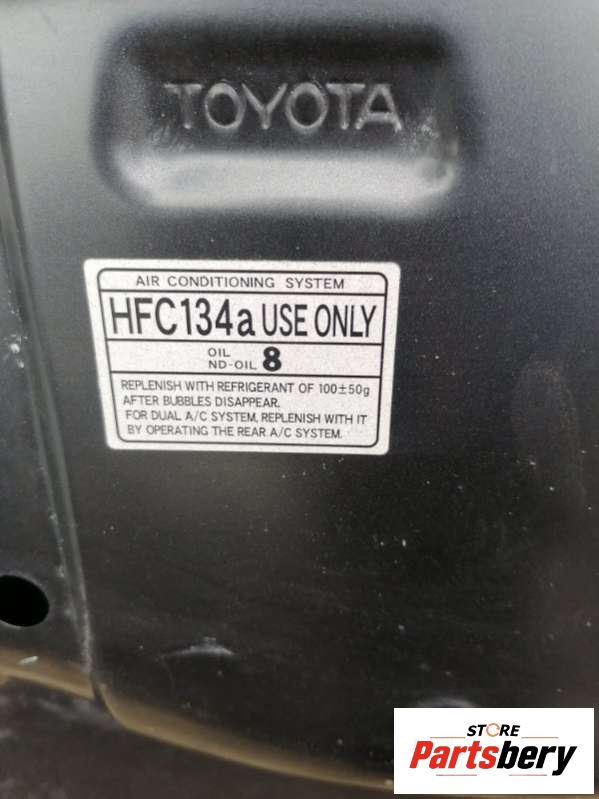 TOYOTA
AIR CONDITIONING SYSTEM
HFC134a USE ONLY
OIL
ND-OIL 8
REPLENISH WITH REFRIGERANT OF 100±50g
AFTER BUBBLES DISAPPEAR.
FOR DUAL A/C SYSTEM, REPLENISH WITH IT
BY OPERATING THE REAR A/C SYSTEM.
STORE
Partsbery